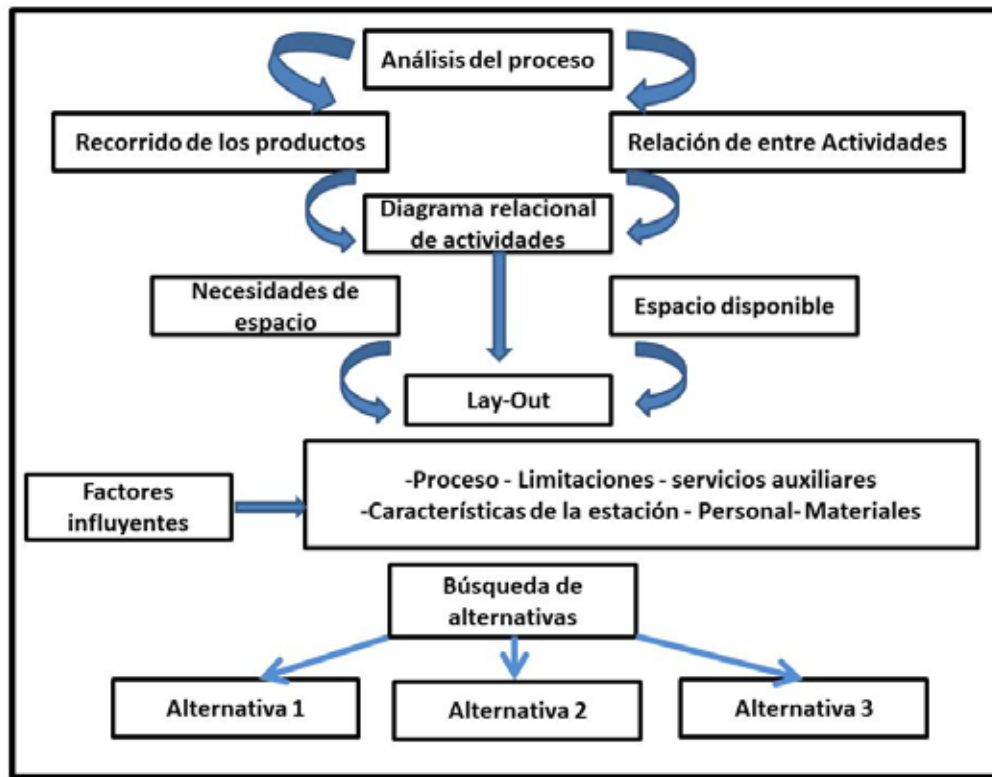 Análisis del proceso
Recorrido de los productos
Relación de entre Actividades
Diagrama relacional
de actividades
Necesidades de
espacio
Espacio disponible
Lay-Out
Factores
influyentes
-Proceso - Limitaciones - servicios auxiliares
-Característícas de la estación - Personal- Materiales
Búsqueda de
alternativas
Alternativa 1
Alternativa 2
Alternativa 3